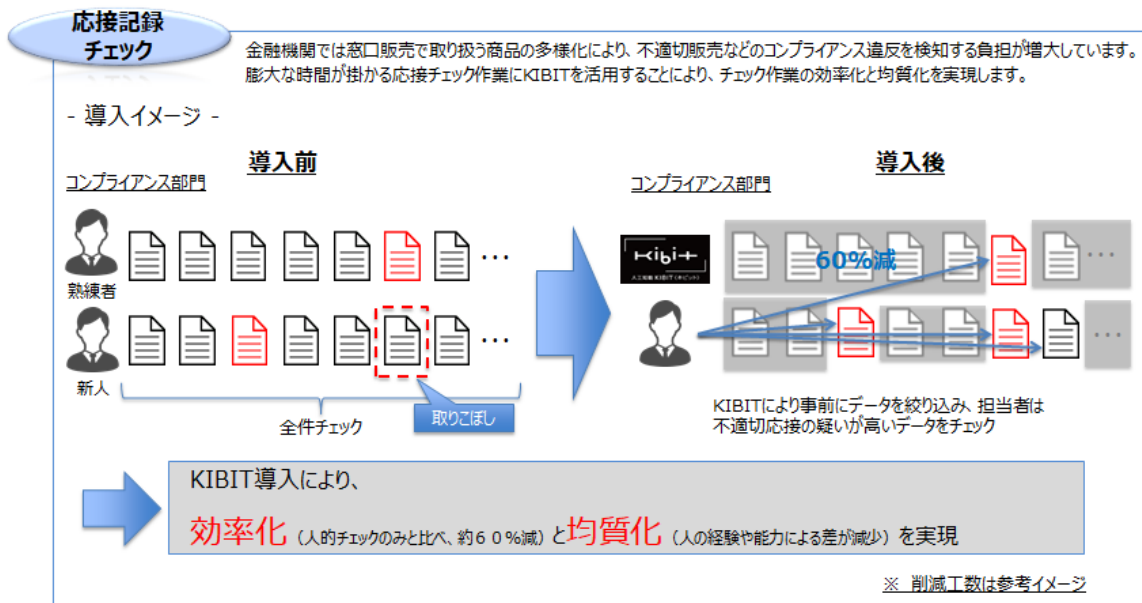 応接記録
チェック
金融機関では窓口販売で取り扱う商品の多様化により、不適切販売などのコンプライアンス違反を検知する負担が増大しています。
膨大な時間が掛かる応接チェック作業にKIBITを活用することにより、チェック作業の効率化と均質化を実現します。
- 導入イメージ -
導入前
コンプライアンス部門
熟練者
…
新人
…
全件チェック
取りこぼし
導入後
コンプライアンス部門
Kibit
人工知能 KIBIT (キビット)
60%減
…
…
KIBITにより事前にデータを絞り込み、担当者は
不適切応接の疑いが高いデータをチェック
KIBIT導入により、
効率化（人的チェックのみと比べ、約６０％減）と均質化（人の経験や能力による差が減少）を実現
※ 削減工数は参考イメージ